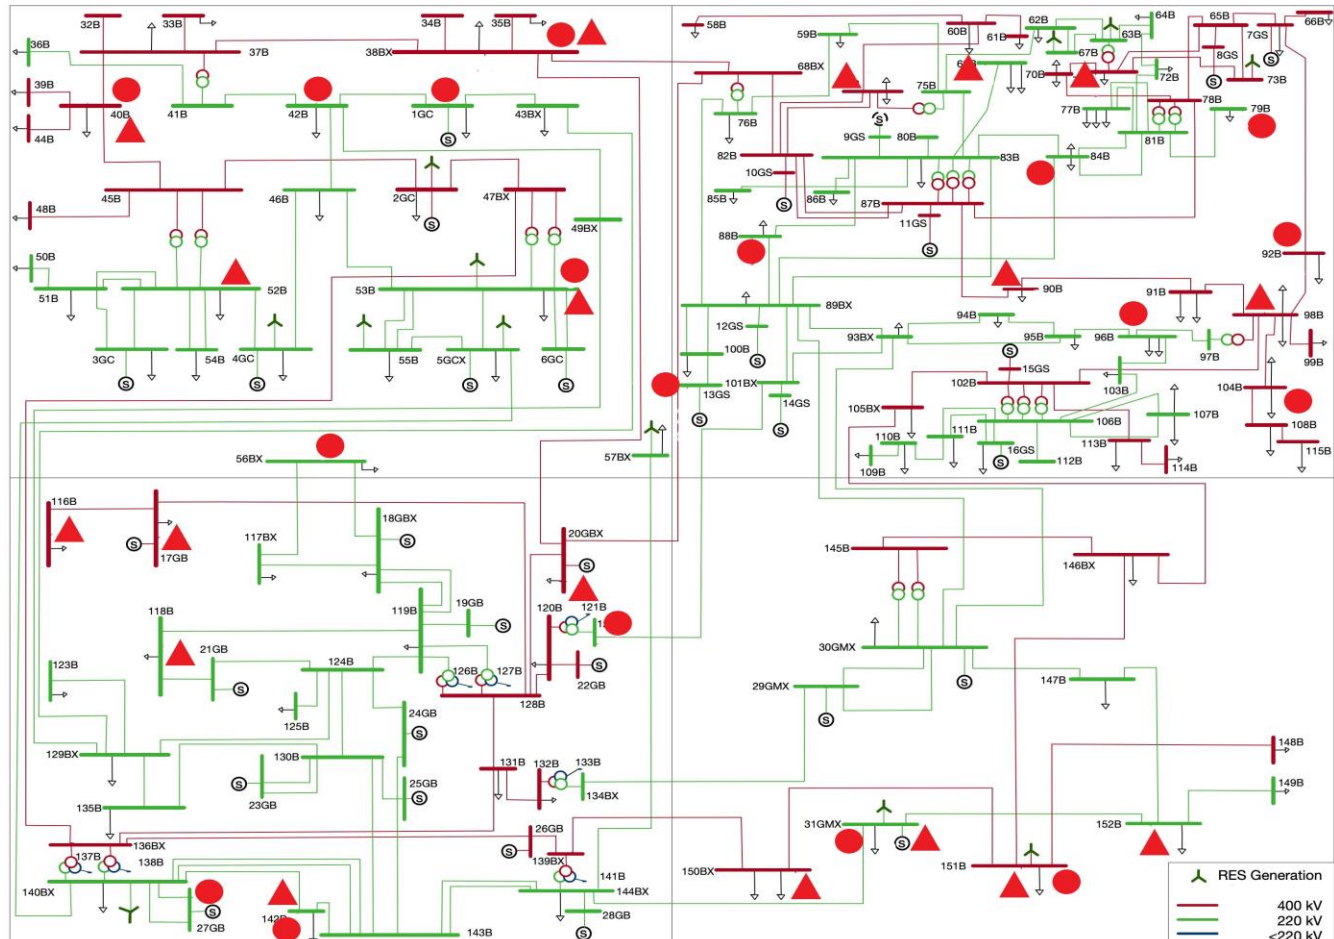 32B
33B
34B
35B
36B
37B
38BX
39B
40B
41B
42B
1GC
43BX
44B
S
45B
46B
2GC
47BX
48B
S
49BX
50B
51B
52B
53B
3GC
54B
4GC
55B
5GCX
6GC
S
S
S
S
56BX
57BX
58B
59B
60B
61B
62B
63B
64B
65B
66B
67B
7GS
8GS
68BX
70B
72B
73B
S
S
75B
76B
77B
78B
79B
S
9GS
80B
81B
82B
83B
84B
10GS
85B
86B
87B
S
11GS
S
88B
92B
90B
91B
89BX
94B
12GS
93BX
95B
96B
97B
98B
99B
100B
S
101BX
13GS
14GS
S
S
S
15GS
102B
103B
104B
105BX
106B
107B
108B
109B
110B
111B
16GS
S
112B
113B
114B
115B
116B
17GB
S
117BX
18GBX
S
20GBX
S
118B
119B
19GB
S
120B
121B
21GB
S
22GB
S
123B
124B
125B
126B
127B
128B
24GB
S
129BX
130B
23GB
S
25GB
S
131B
132B
133B
134BX
135B
136BX
137B
138B
26GB
S
139BX
140BX
141B
27GB
S
143B
144BX
28GB
S
145B
146BX
30GMX
S
29GMX
S
147B
148B
149B
31GMX
S
152B
150BX
151B
RES Generation
400 kV
220 kV
<220 kV